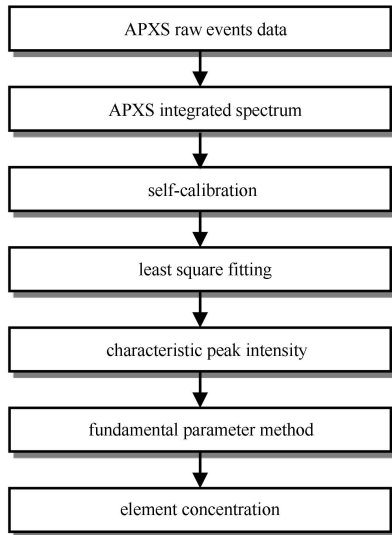 APXS raw events data
APXS integrated spectrum
self-calibration
least square fitting
characteristic peak intensity
fundamental parameter method
element concentration